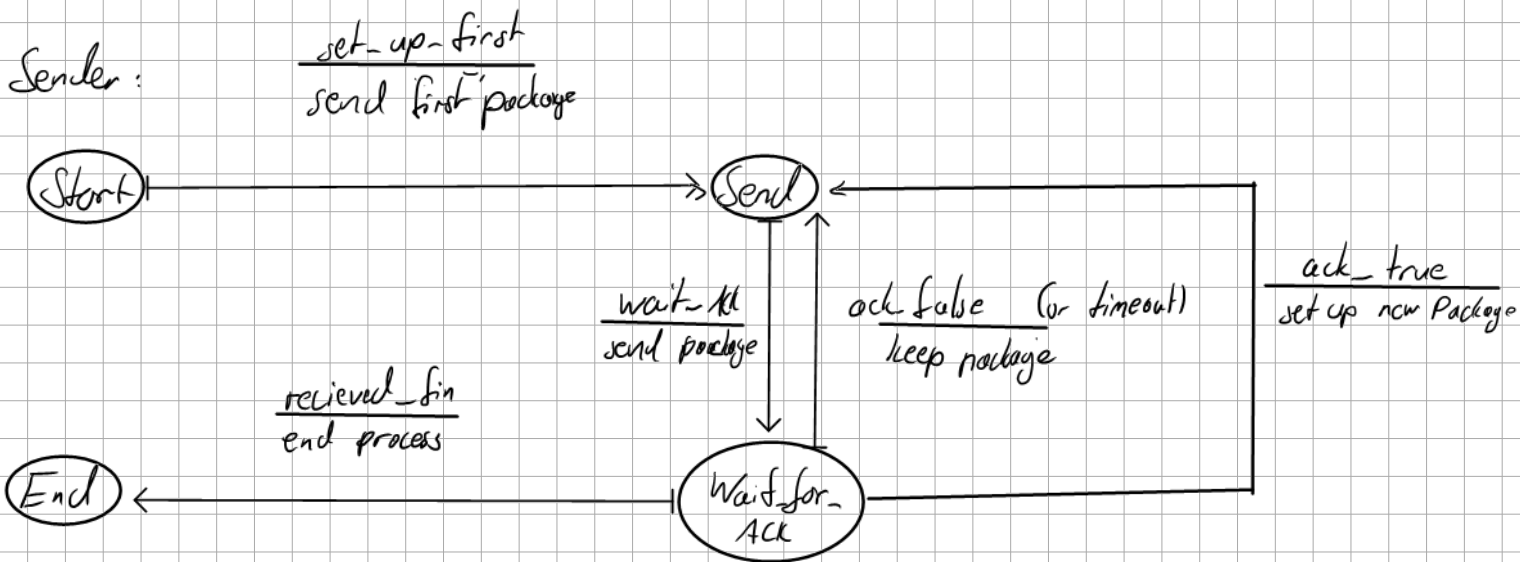 Sender:
set_up_first
send first package
Start
Send
wait_
send package
ack_false (or timeout)
keep package
ack_true
set up new Package
recieved_fin
end process
End
Wait_for_
ACK